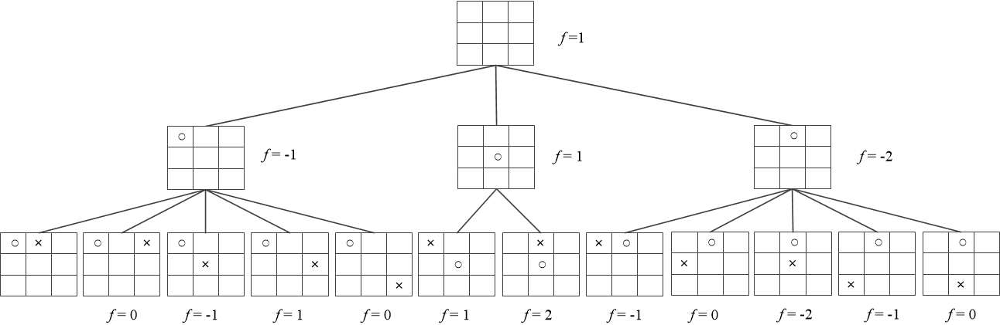 f=1
○
f= -1
○
f= 1
○
f= -2
○ ×
○ ×
○
×
○
×
○
×
×
○
×
○
× ○
○
×
○
×
○
×
○
×
f= 0
f= -1
f= 1
f= 0
f= 1
f= 2
f= -1
f= 0
f= -2
f= -1
f= 0